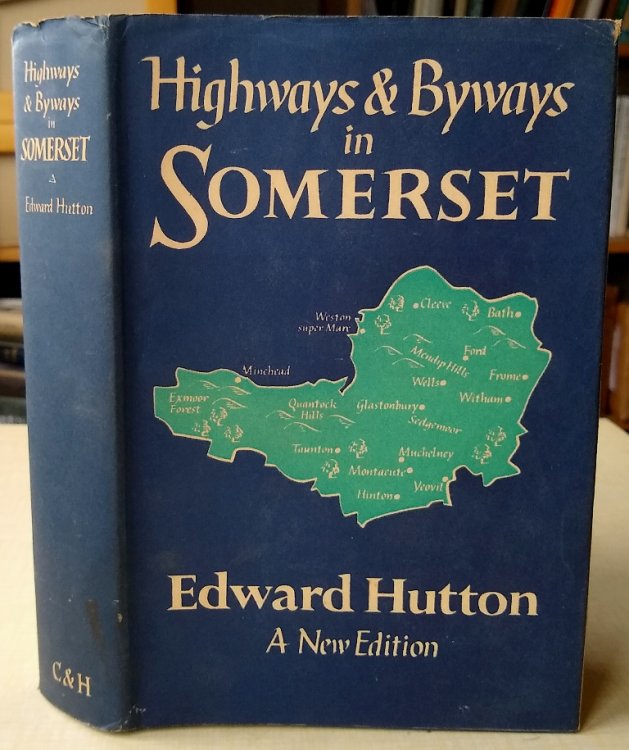 Highways
& Byways
in
SOMERSET
Edward Hutton
C & H
Highways & Byways
in
SOMERSET
Cleeve
Bath
Weston
super Mare
Mendip Hills
Ford
Minehead
Wells
Frome
Exmoor
Forest
Quantock
Hills
Glastonbury
Witham
Sedgemoor
Taunton
Muchelney
Montacute
Yeovil
Hinton
Edward Hutton
A New Edition